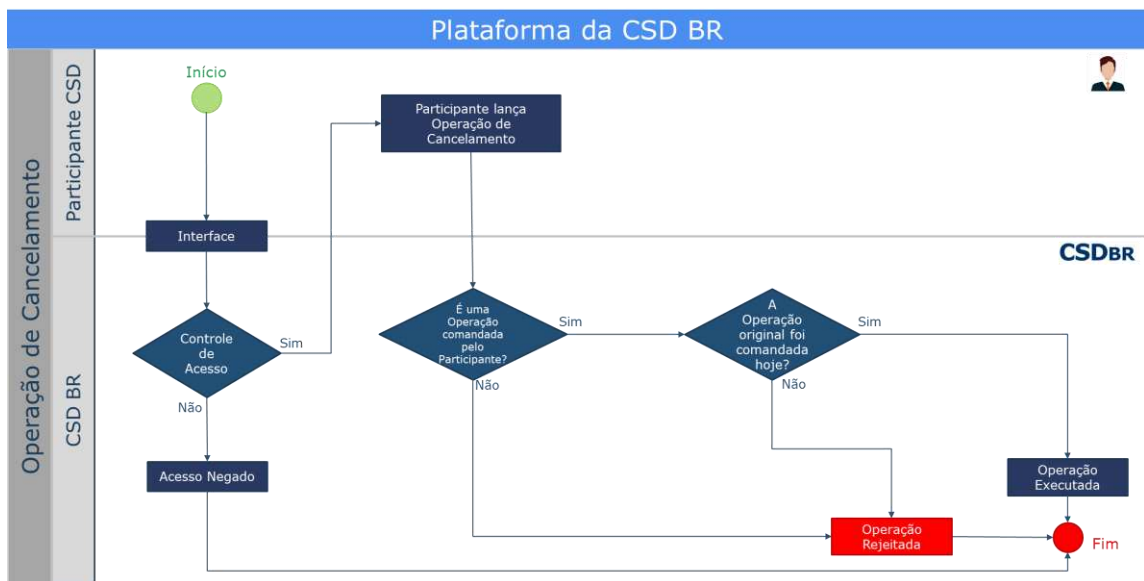 Plataforma da CSD BR
Operação de Cancelamento
Participante CSD
CSD BR
Início
Participante lança
Operação de
Cancelamento
Interface
CSDBR
Controle
de
Acesso
Sim
Não
É uma
Operação
comandada
pelo
Participante?
Sim
Não
A
Operação
original foi
comandada
hoje?
Sim
Não
Acesso Negado
Operação
Executada
Operação
Rejeitada
Fim